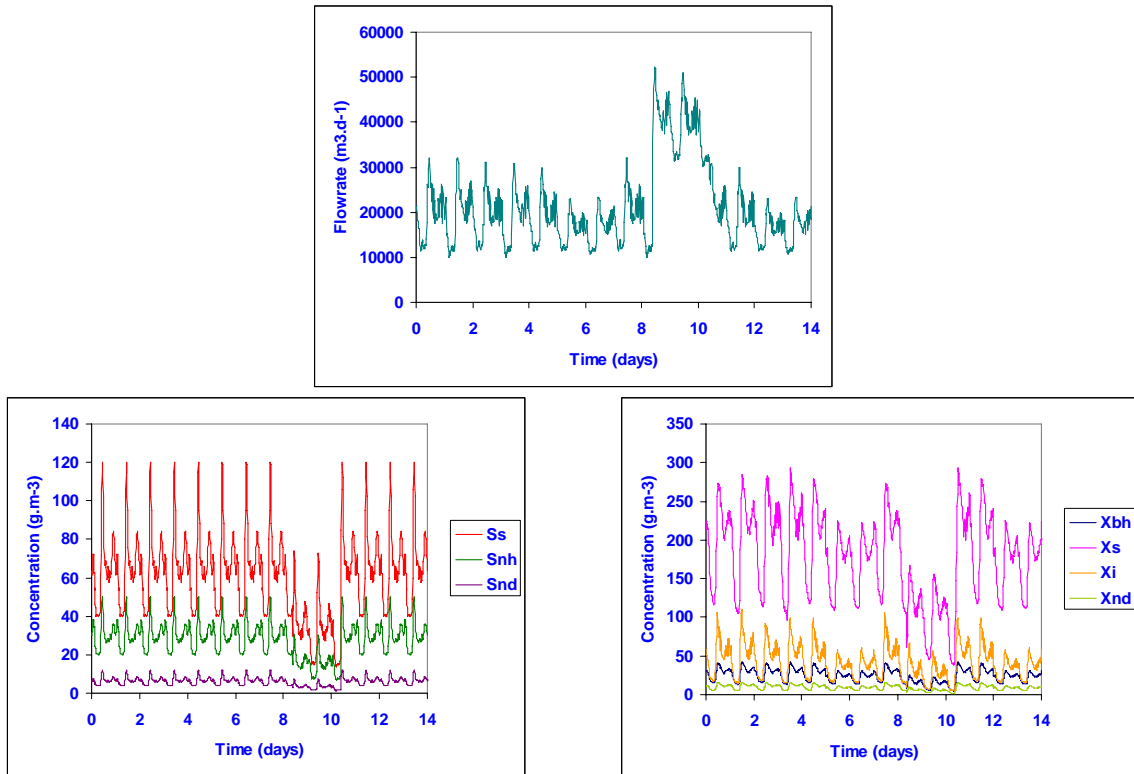 60000
50000
40000
30000
20000
10000
0
Flowrate (m3.d-1)
0 2 4 6 8 10 12 14
Time (days)
140
120
100
80
60
40
20
0
Concentration (g.m-3)
0 2 4 6 8 10 12 14
Time (days)
Ss
Snh
Snd
350
300
250
200
150
100
50
0
Concentration (g.m-3)
0 2 4 6 8 10 12 14
Time (days)
Xbh
Xs
Xi
Xnd